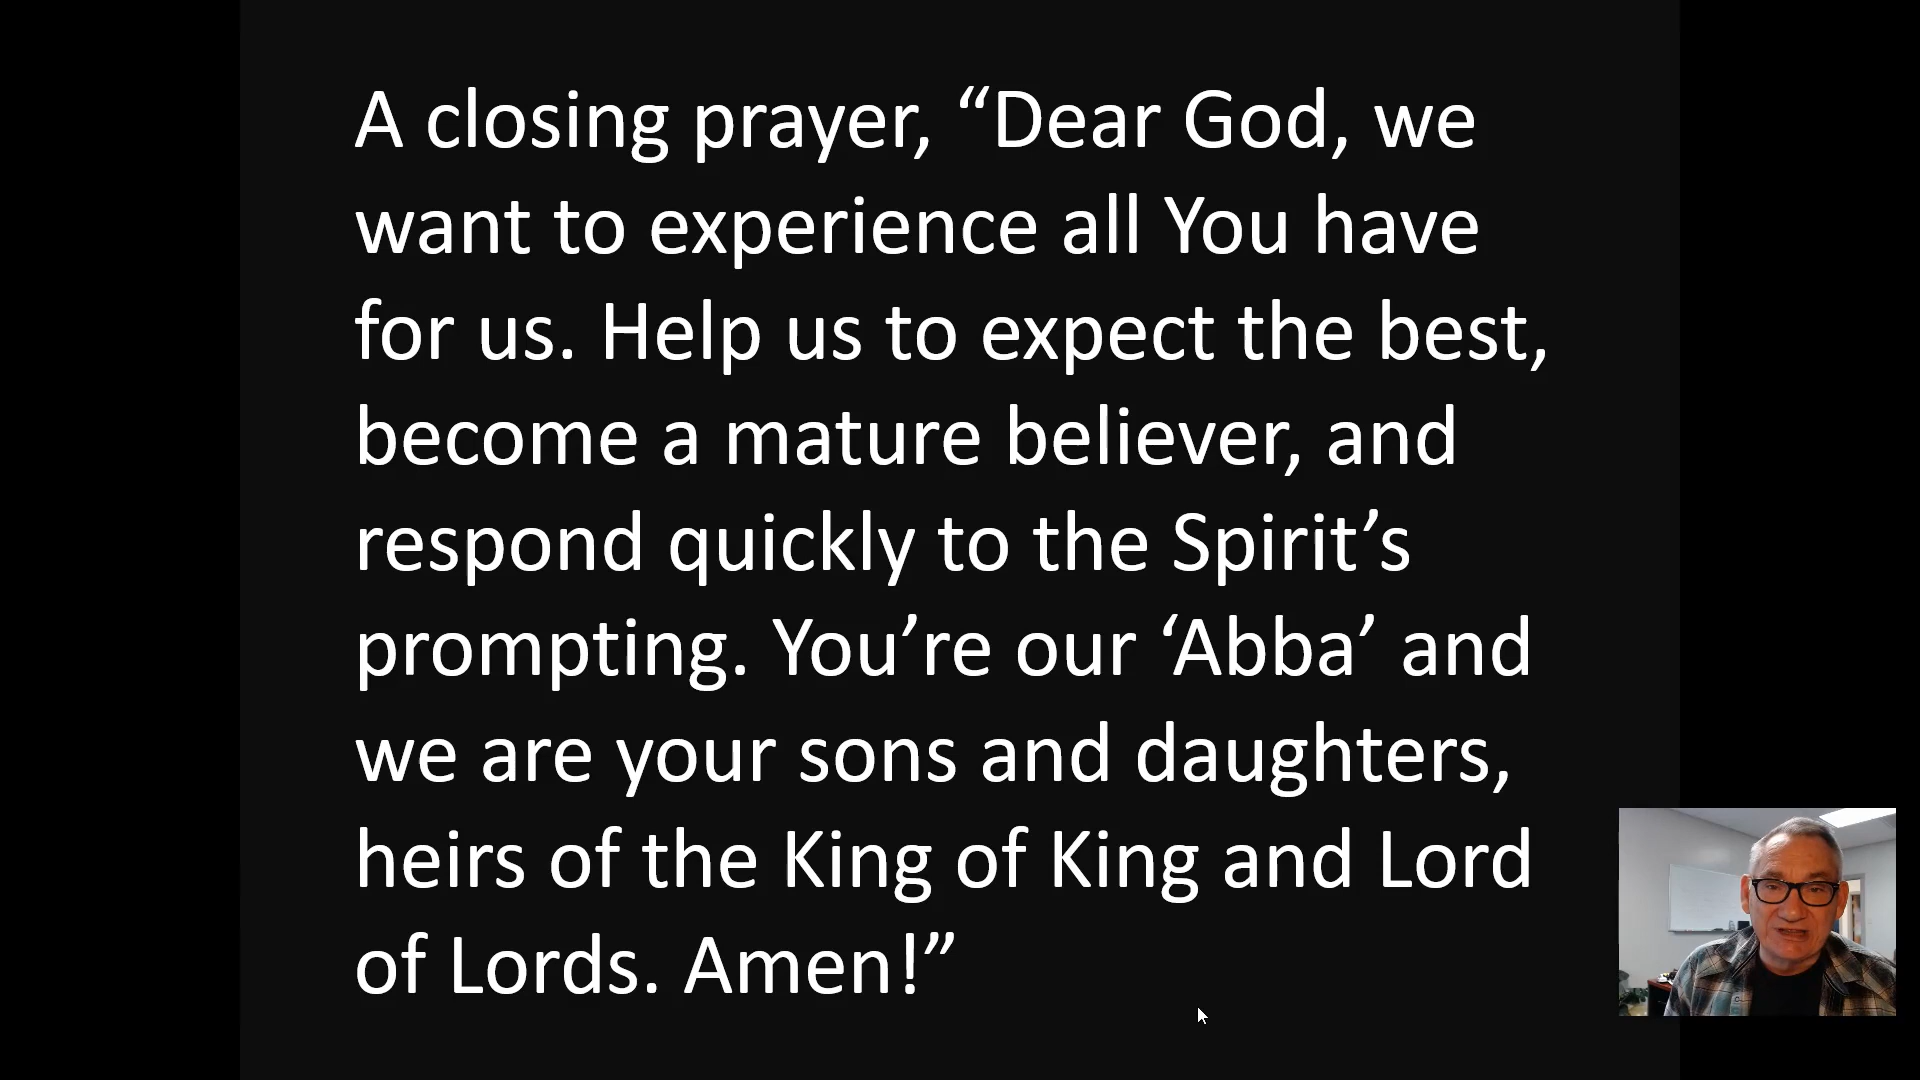 A closing prayer, “Dear God, we
want to experience all You have
for us. Help us to expect the best,
become a mature believer, and
respond quickly to the Spirit’s
prompting. You’re our ‘Abba’ and
we are your sons and daughters,
heirs of the King of King and Lord
of Lords. Amen!”